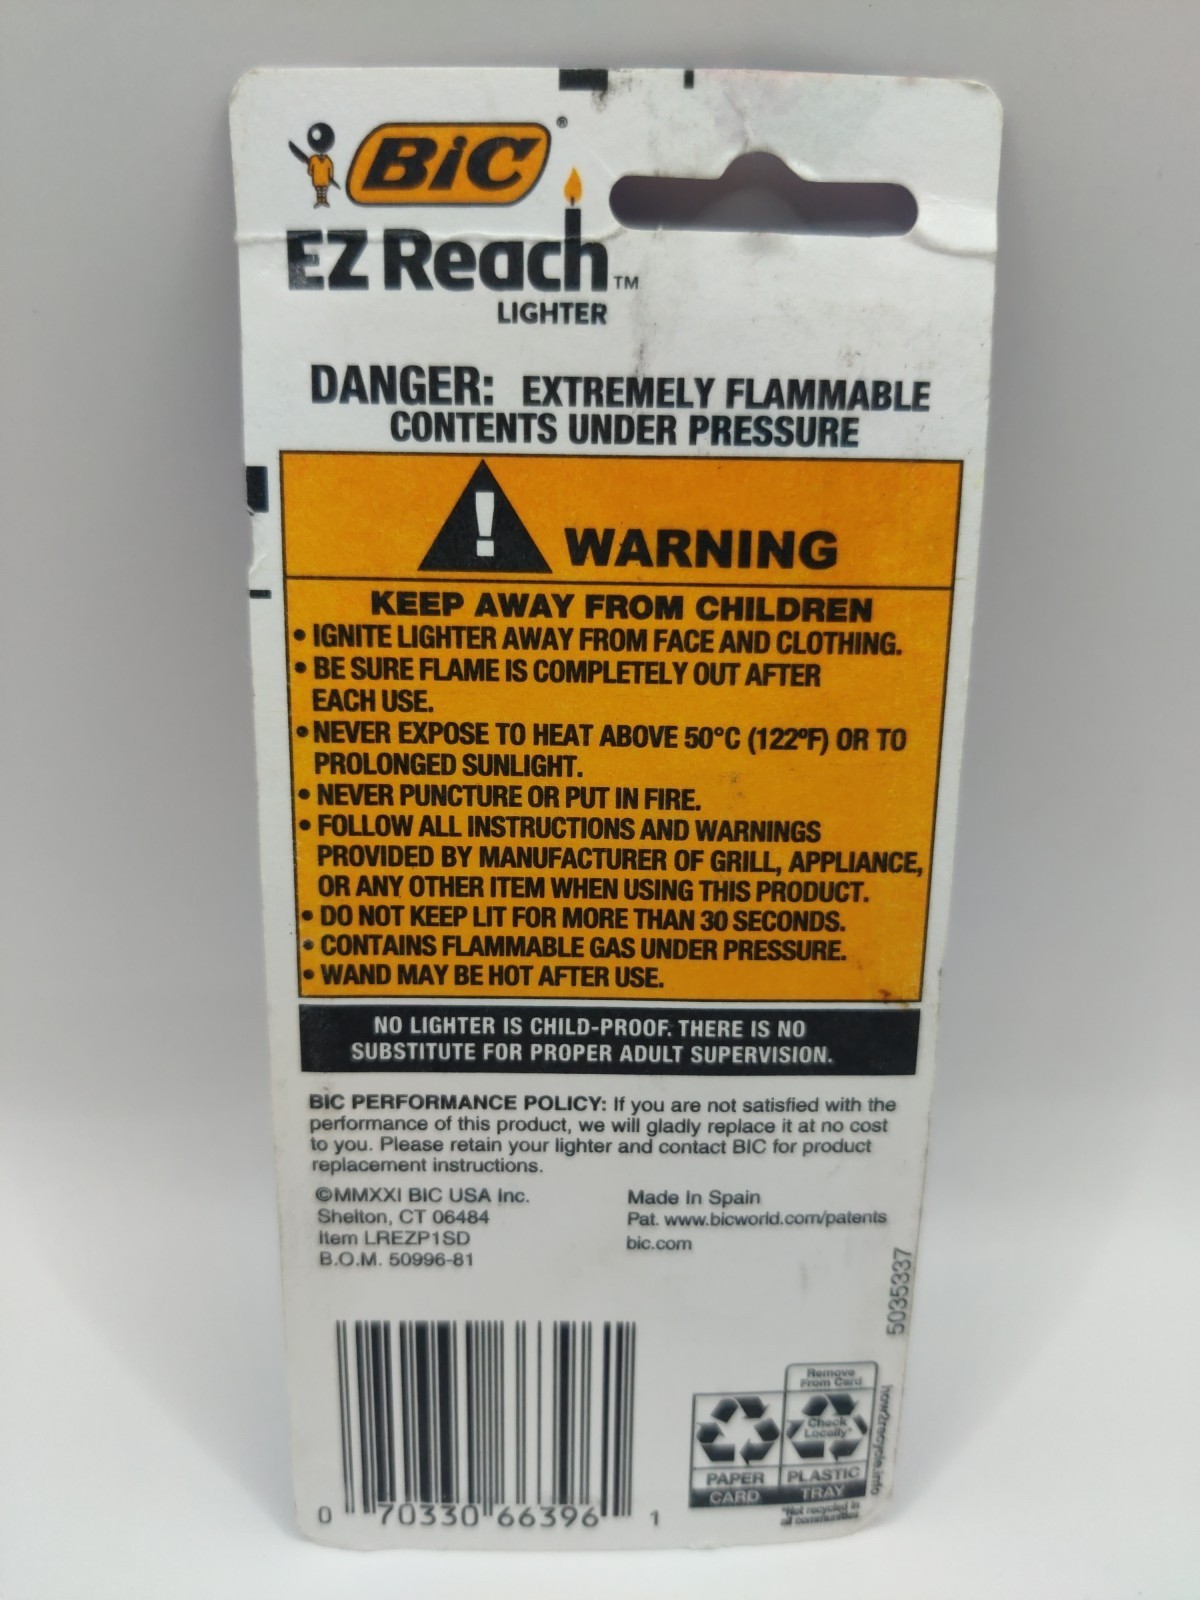 BiC®
EZ Reach™
LIGHTER
DANGER: EXTREMELY FLAMMABLE
CONTENTS UNDER PRESSURE
! WARNING
KEEP AWAY FROM CHILDREN
• IGNITE LIGHTER AWAY FROM FACE AND CLOTHING.
• BE SURE FLAME IS COMPLETELY OUT AFTER
EACH USE.
• NEVER EXPOSE TO HEAT ABOVE 50°C (122ºF) OR TO
PROLONGED SUNLIGHT.
• NEVER PUNCTURE OR PUT IN FIRE.
• FOLLOW ALL INSTRUCTIONS AND WARNINGS
PROVIDED BY MANUFACTURER OF GRILL, APPLIANCE,
OR ANY OTHER ITEM WHEN USING THIS PRODUCT.
• DO NOT KEEP LIT FOR MORE THAN 30 SECONDS.
• CONTAINS FLAMMABLE GAS UNDER PRESSURE.
• WAND MAY BE HOT AFTER USE.
NO LIGHTER IS CHILD-PROOF. THERE IS NO
SUBSTITUTE FOR PROPER ADULT SUPERVISION.
BIC PERFORMANCE POLICY: If you are not satisfied with the
performance of this product, we will gladly replace it at no cost
to you. Please retain your lighter and contact BIC for product
replacement instructions.
©MMXXI BIC USA Inc.
Shelton, CT 06484
Item LREZP1SD
B.O.M. 50996-81
Made In Spain
Pat. www.bicworld.com/patents
bic.com
5035337
0 70330 66396 1
Remove
From Card
Check
Locally*
PAPER
CARD
PLASTIC
TRAY
*Not recycled in
all communities
how2recycle.info